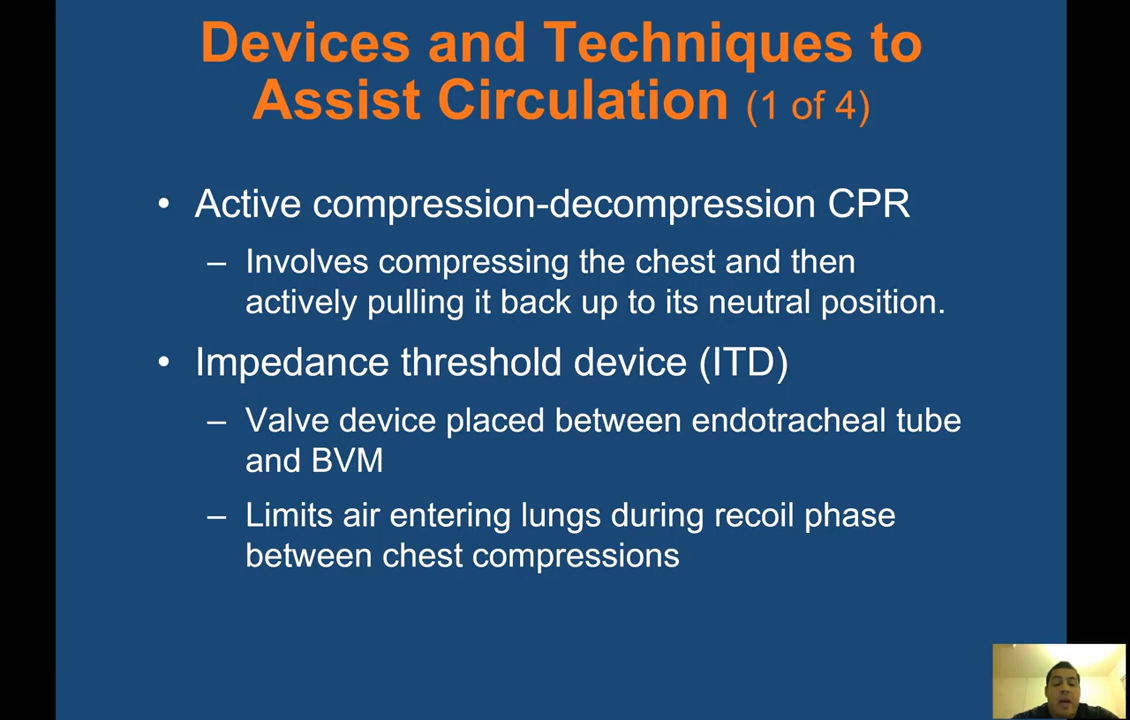 Devices and Techniques to
Assist Circulation (1 of 4)
• Active compression-decompression CPR
– Involves compressing the chest and then
actively pulling it back up to its neutral position.
• Impedance threshold device (ITD)
– Valve device placed between endotracheal tube
and BVM
– Limits air entering lungs during recoil phase
between chest compressions